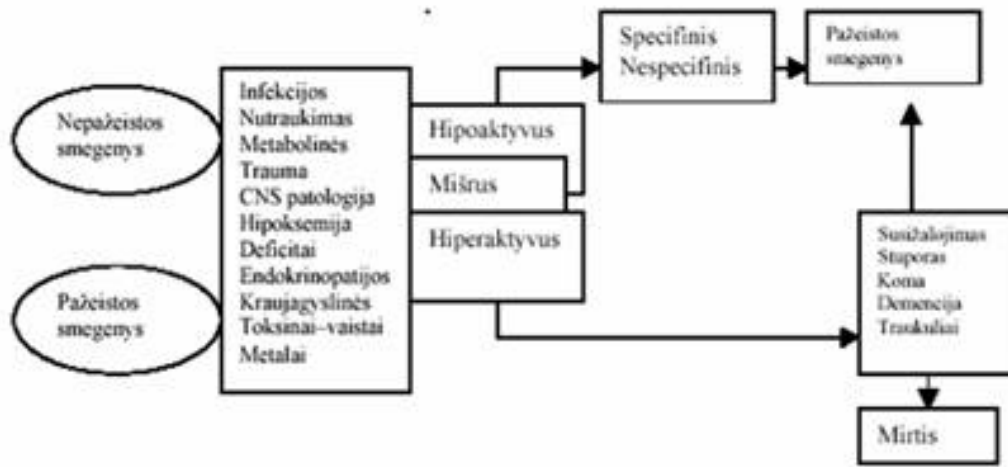 Nepažeistos
smegenys
Pažeistos
smegenys
Infekcijos
Nutraukimas
Metabolinės
Trauma
CNS patologija
Hipoksemija
Deficitai
Endokrinopatijos
Kraujagyslinės
Toksinai–vaistai
Metalai
Hipoaktyvus
Mišrus
Hiperaktyvus
Specifinis
Nespecifinis
Pažeistos
smegenys
Susižalojimas
Stuporas
Koma
Demencija
Traukuliai
Mirtis